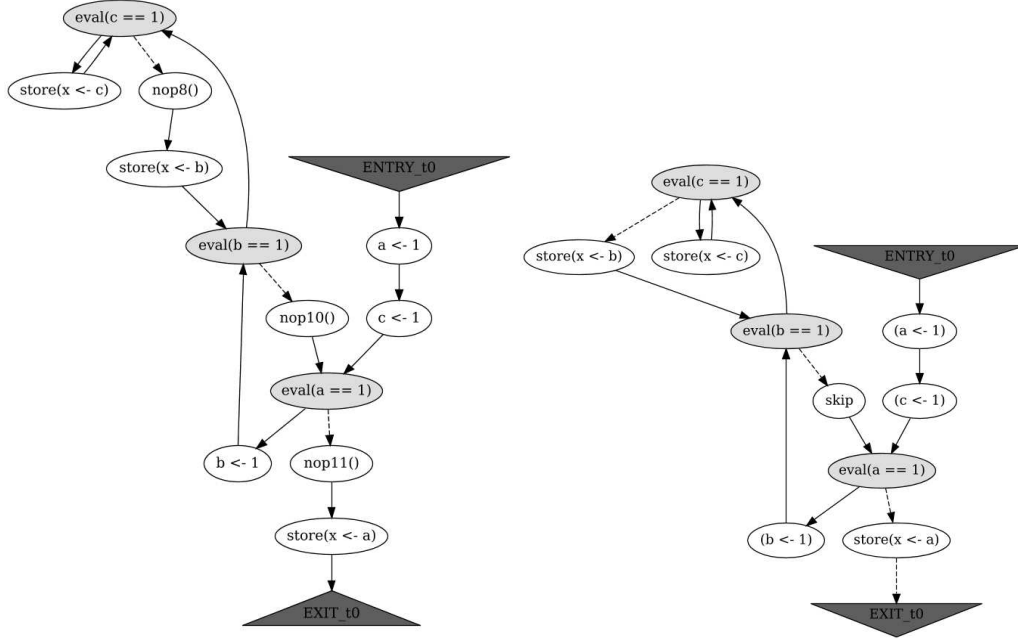 eval(c == 1)
store(x <- c)
nop8()
store(x <- b)
ENTRY_t0
eval(b == 1)
a <- 1
nop10()
c <- 1
eval(a == 1)
b <- 1
nop11()
store(x <- a)
EXIT_t0
eval(c == 1)
store(x <- b)
store(x <- c)
ENTRY_t0
eval(b == 1)
(a <- 1)
skip
(c <- 1)
eval(a == 1)
(b <- 1)
store(x <- a)
EXIT_t0